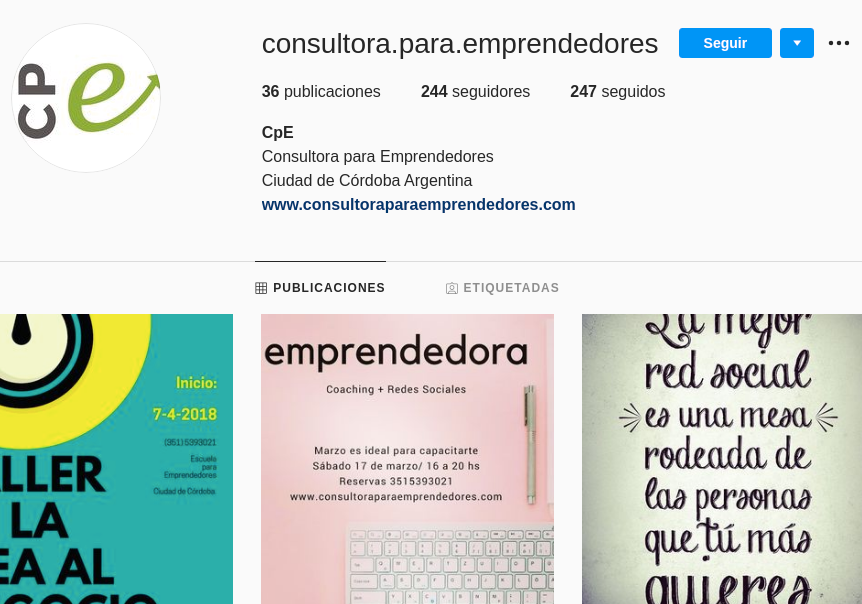 CPe
consultora.para.emprendedores
Seguir
36 publicaciones
244 seguidores
247 seguidos
CpE
Consultora para Emprendedores
Ciudad de Córdoba Argentina
www.consultoraparaemprendedores.com
PUBLICACIONES
ETIQUETADAS
Inicio:
7-4-2018
(351)5393021
Escuela
para
Emprendedores
Ciudad de Córdoba
LLER
LA
EA AL
GOCIO
emprendedora
Coaching + Redes Sociales
Marzo es ideal para capacitarte
Sábado 17 de marzo/ 16 a 20 hs
Reservas 3515393021
www.consultoraparaemprendedores.com
La mejor
red social
es una mesa
rodeada de
las personas
que tú más
quieres